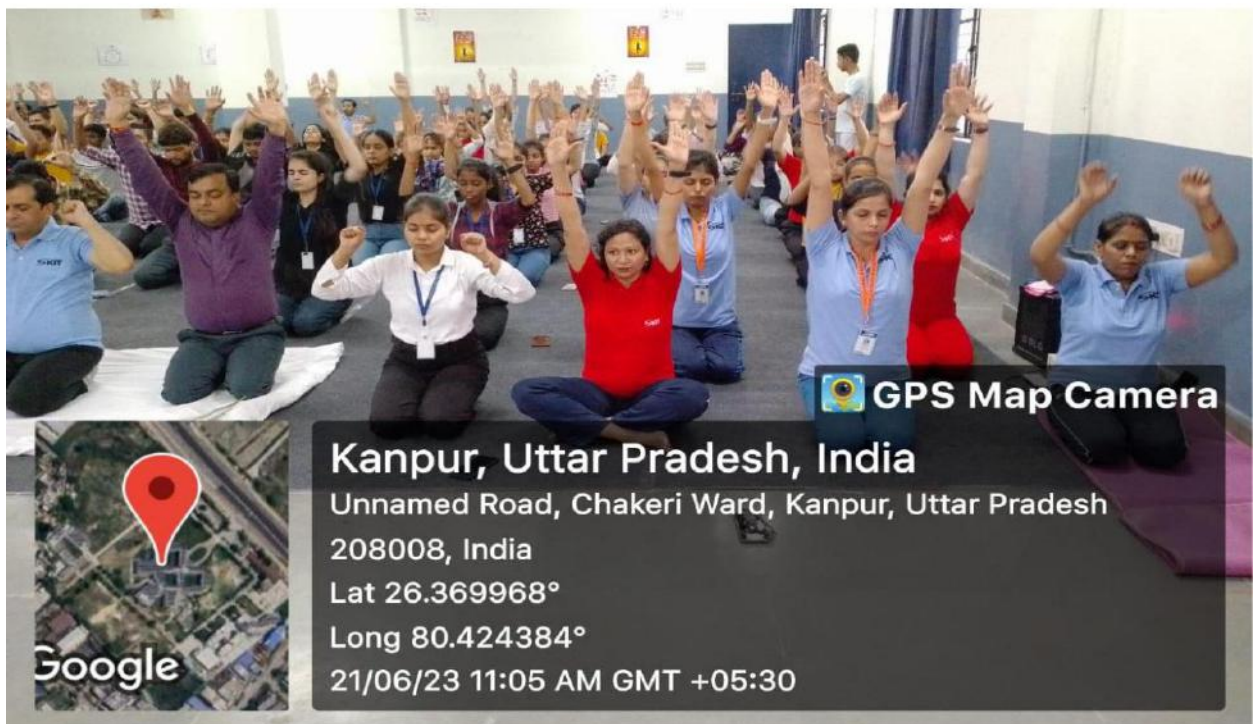 GPS Map Camera
Kanpur, Uttar Pradesh, India
Unnamed Road, Chakeri Ward, Kanpur, Uttar Pradesh
208008, India
Lat 26.369968°
Long 80.424384°
21/06/23 11:05 AM GMT +05:30
Google